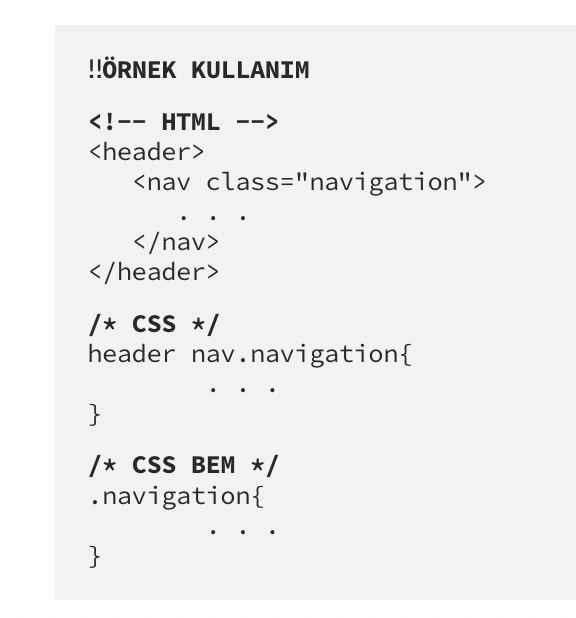 ‼ÖRNEK KULLANIM
<!-- HTML -->
<header>
   <nav class="navigation">
      . . .
   </nav>
</header>
/* CSS */
header nav.navigation{
        . . .
}
/* CSS BEM */
.navigation{
        . . .
}